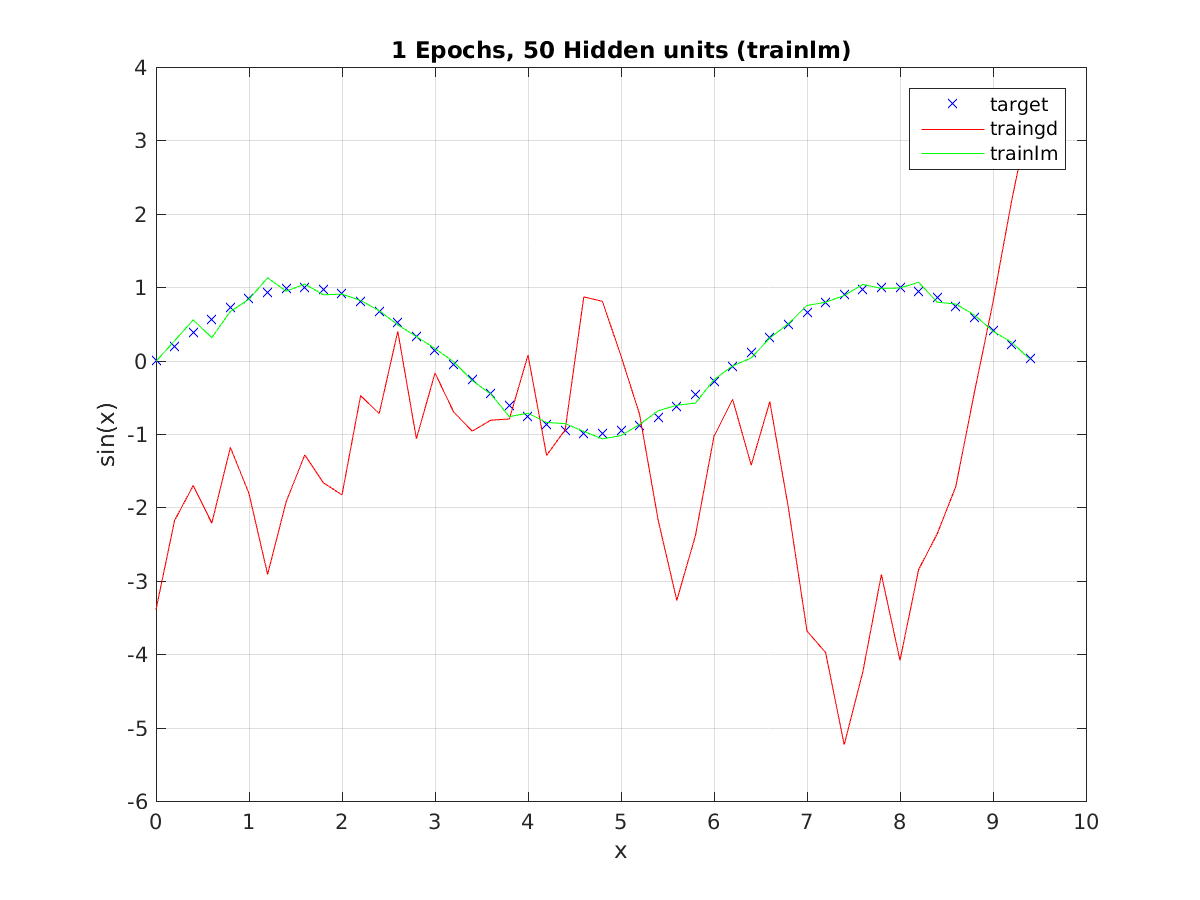 1 Epochs, 50 Hidden units (trainlm)
4
3
2
1
0
-1
-2
-3
-4
-5
-6
sin(x)
target
traingd
trainlm
0 1 2 3 4 5 6 7 8 9 10
x